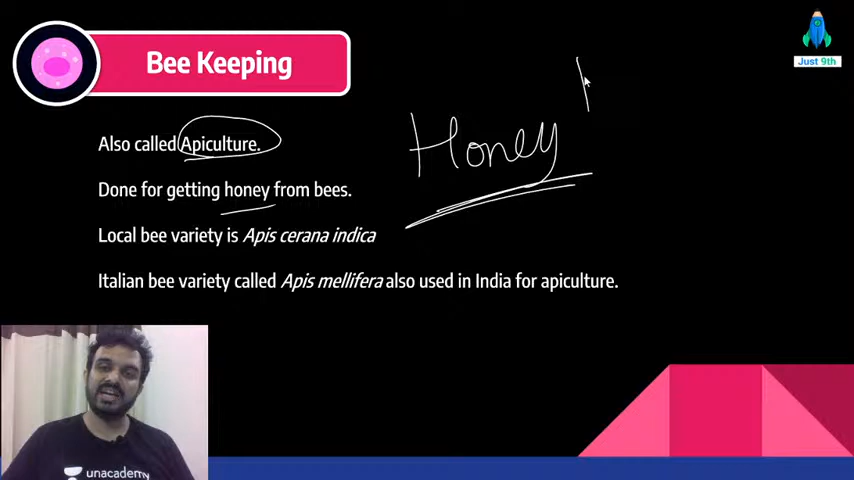 Bee Keeping
Just 9th
Also called Apiculture.
Honey
Done for getting honey from bees.
Local bee variety is Apis cerana indica
Italian bee variety called Apis mellifera also used in India for apiculture.
unacademy